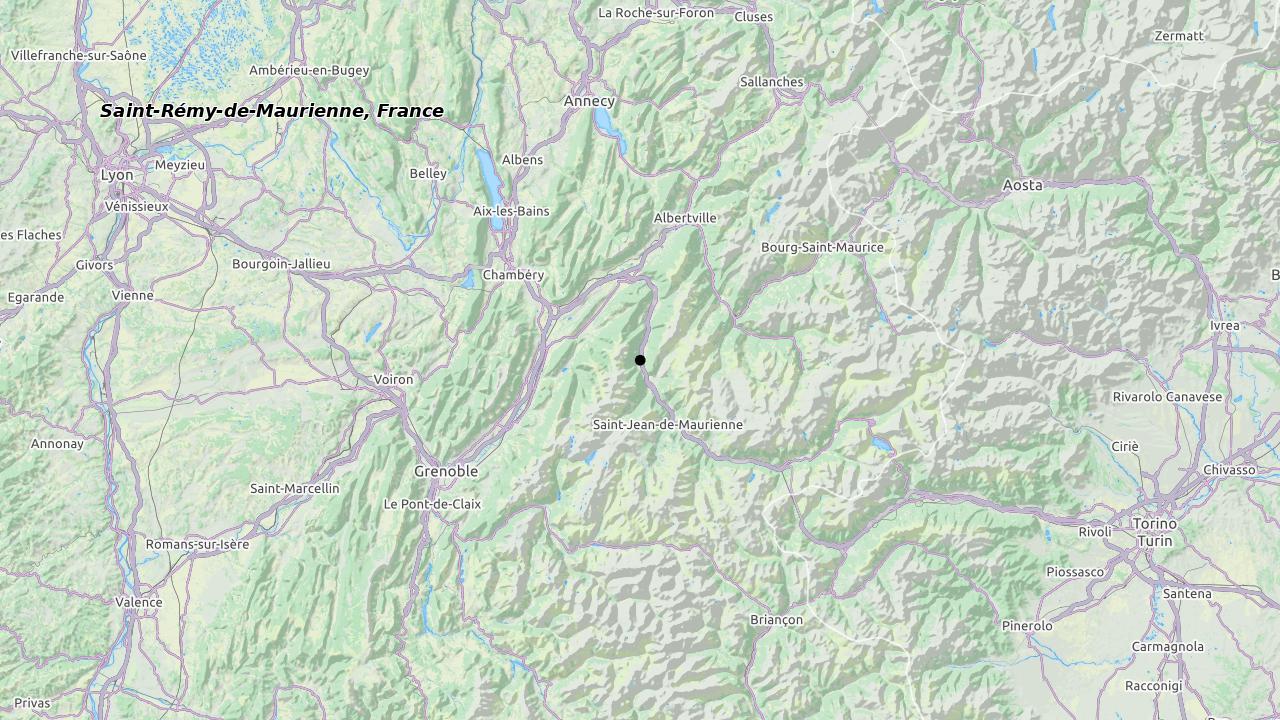 La Roche-sur-Foron
Cluses
Zermatt
Villefranche-sur-Saône
Ambérieu-en-Bugey
Sallanches
Annecy
Saint-Rémy-de-Maurienne, France
Meyzieu
Albens
Lyon
Belley
Aosta
Vénissieux
Aix-les-Bains
Albertville
es Flaches
Bourg-Saint-Maurice
Givors
Bourgoin-Jallieu
Chambéry
B
Egarande
Vienne
Ivrea
Voiron
Rivarolo Canavese
Saint-Jean-de-Maurienne
Annonay
Ciriè
Grenoble
Chivasso
Saint-Marcellin
Le Pont-de-Claix
Torino
Rivoli
Turin
Romans-sur-Isère
Piossasco
Santena
Valence
Briançon
Pinerolo
Carmagnola
Racconigi
Privas